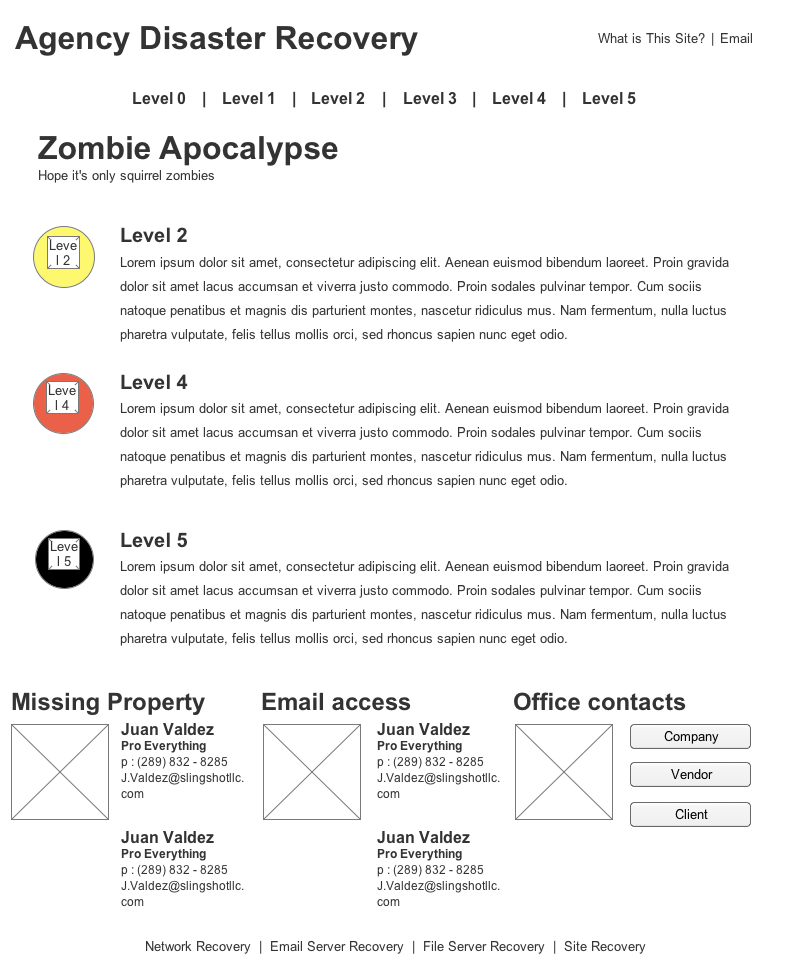 Agency Disaster Recovery
What is This Site? | Email
Level 0 | Level 1 | Level 2 | Level 3 | Level 4 | Level 5
Zombie Apocalypse
Hope it's only squirrel zombies
Leve
l 2
Level 2
Lorem ipsum dolor sit amet, consectetur adipiscing elit. Aenean euismod bibendum laoreet. Proin gravida
dolor sit amet lacus accumsan et viverra justo commodo. Proin sodales pulvinar tempor. Cum sociis
natoque penatibus et magnis dis parturient montes, nascetur ridiculus mus. Nam fermentum, nulla luctus
pharetra vulputate, felis tellus mollis orci, sed rhoncus sapien nunc eget odio.
Leve
l 4
Level 4
Lorem ipsum dolor sit amet, consectetur adipiscing elit. Aenean euismod bibendum laoreet. Proin gravida
dolor sit amet lacus accumsan et viverra justo commodo. Proin sodales pulvinar tempor. Cum sociis
natoque penatibus et magnis dis parturient montes, nascetur ridiculus mus. Nam fermentum, nulla luctus
pharetra vulputate, felis tellus mollis orci, sed rhoncus sapien nunc eget odio.
Leve
l 5
Level 5
Lorem ipsum dolor sit amet, consectetur adipiscing elit. Aenean euismod bibendum laoreet. Proin gravida
dolor sit amet lacus accumsan et viverra justo commodo. Proin sodales pulvinar tempor. Cum sociis
natoque penatibus et magnis dis parturient montes, nascetur ridiculus mus. Nam fermentum, nulla luctus
pharetra vulputate, felis tellus mollis orci, sed rhoncus sapien nunc eget odio.
Missing Property
Juan Valdez
Pro Everything
p : (289) 832 - 8285
J.Valdez@slingshotllc.
com
Juan Valdez
Pro Everything
p : (289) 832 - 8285
J.Valdez@slingshotllc.
com
Email access
Juan Valdez
Pro Everything
p : (289) 832 - 8285
J.Valdez@slingshotllc.
com
Juan Valdez
Pro Everything
p : (289) 832 - 8285
J.Valdez@slingshotllc.
com
Office contacts
Company
Vendor
Client
Network Recovery | Email Server Recovery | File Server Recovery | Site Recovery